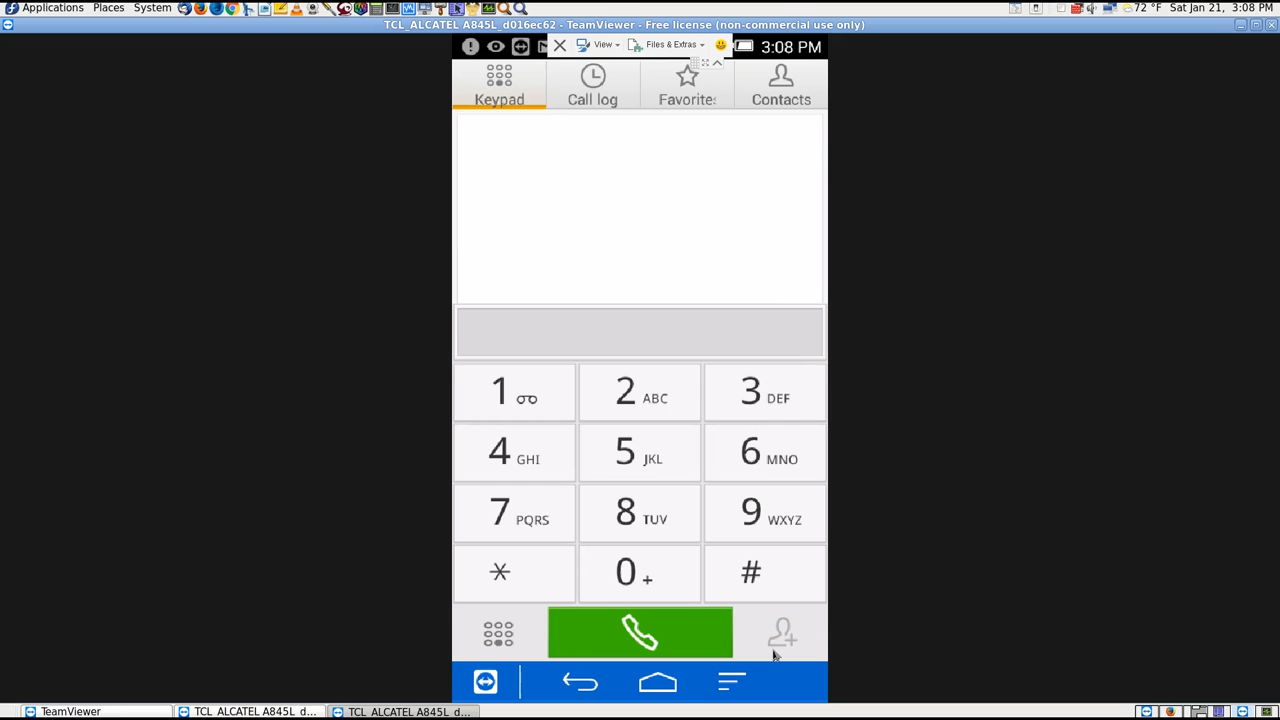 Applications Places System 72 °F Sat Jan 21, 3:08 PM
TCL_ALCATEL A845L_d016ec62 - TeamViewer - Free license (non-commercial use only)
View Files & Extras 3:08 PM
Keypad Call log Favorite Contacts
1 2 ABC 3 DEF
4 GHI 5 JKL 6 MNO
7 PQRS 8 TUV 9 WXYZ
* 0 + #
TeamViewer TCL_ALCATEL A845L_d... TCL_ALCATEL A845L_d...